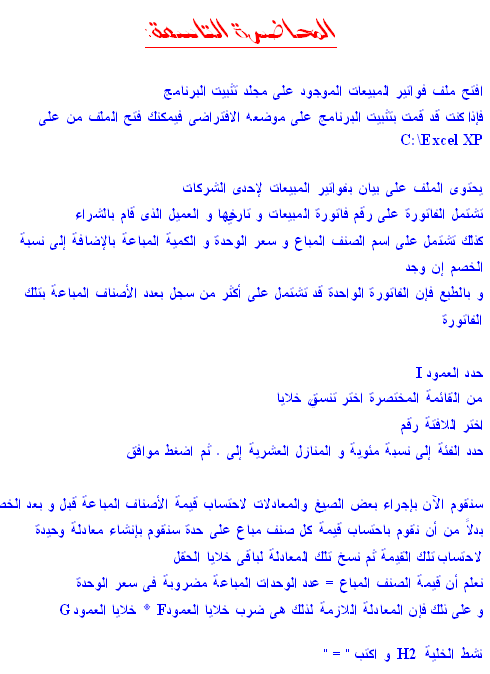 المحاضرة التاسعة:
افتح ملف فواتير المبيعات الموجود على مجلد تثبيت البرنامج
فإذا كنت قد قمت بتثبيت البرنامج على موضعه الافتراضى فيمكنك فتح الملف من على
C:\Excel XP
يحتوى الملف على بيان بفواتير المبيعات لإحدى الشركات
تشتمل الفاتورة على رقم فاتورة المبيعات و تاريخها و العميل الذى قام بالشراء
كذلك تشتمل على اسم الصنف المباع و سعر الوحدة و الكمية المباعة بالإضافة إلى نسبة
الخصم إن وجد
و بالطبع فإن الفاتورة الواحدة قد تشتمل على أكثر من سجل بعدد الأصناف المباعة بتلك
الفاتورة
حدد العمود I
من القائمة المختصرة اختر تنسيق خلايا
اختر اللافتة رقم
حدد الفئة إلى نسبة مئوية و المنازل العشرية إلى . ثم اضغط موافق
سنقوم الآن بإجراء بعض الصيغ والمعادلات لاحتساب قيمة الأصناف المباعة قبل و بعد الخص
بدلاً من أن نقوم باحتساب قيمة كل صنف مباع على حدة سنقوم بإنشاء معادلة وحيدة
لاحتساب تلك القيمة ثم نسخ تلك المعادلة لباقى خلايا الحقل
نعلم أن قيمة الصنف المباع = عدد الوحدات المباعة مضروبة فى سعر الوحدة
و على ذلك فإن المعادلة اللازمة لذلك هى ضرب خلايا العمودF * خلايا العمود G
نشط الخلية H2 و اكتب " = "